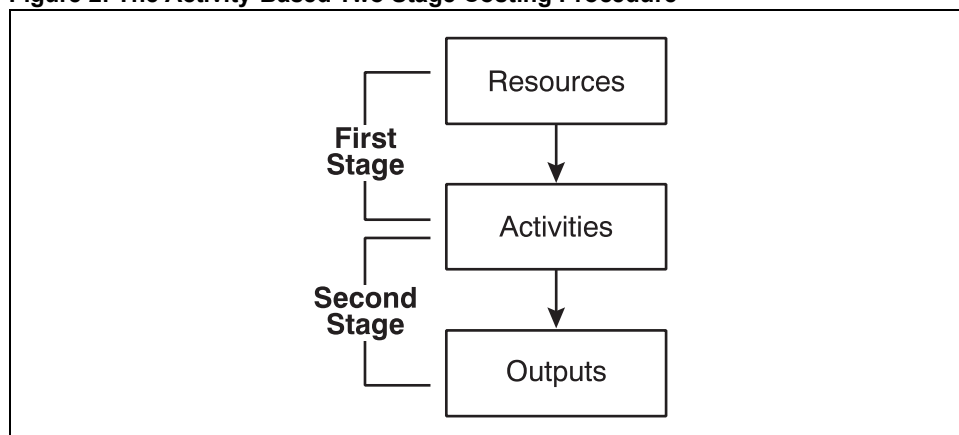 Figure 2. The Activity-Based Two-Stage Costing Procedure
Resources
First
Stage
Activities
Second
Stage
Outputs